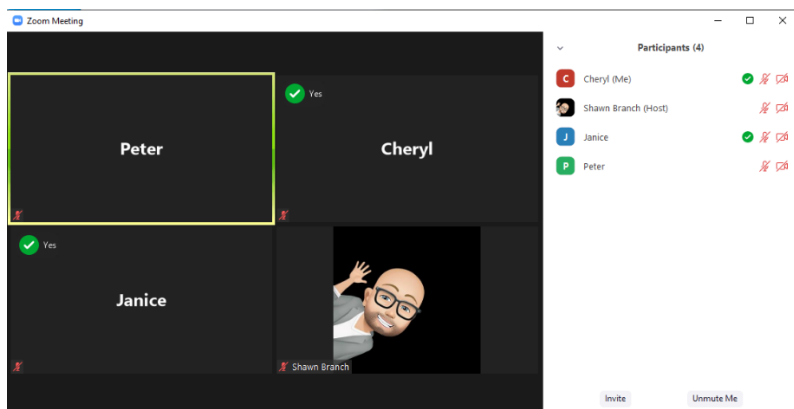 Zoom Meeting
Peter
Yes
Cheryl
Yes
Janice
Shawn Branch
Participants (4)
C Cheryl (Me)
Shawn Branch (Host)
J Janice
P Peter
Invite Unmute Me